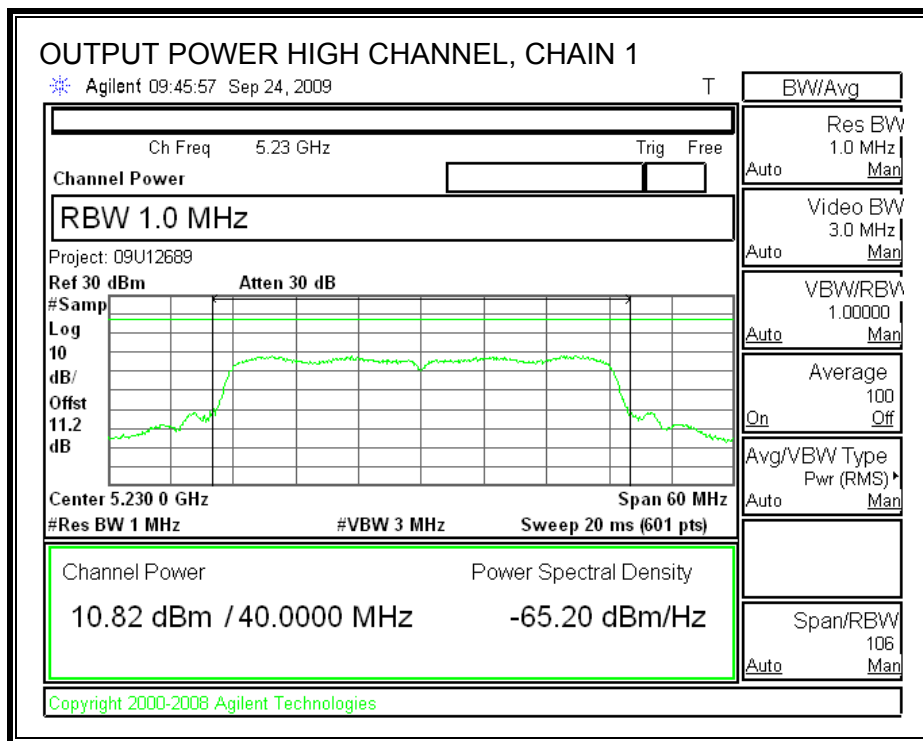 OUTPUT POWER HIGH CHANNEL, CHAIN 1
Agilent 09:45:57 Sep 24, 2009 T
Ch Freq 5.23 GHz Trig Free
Channel Power
RBW 1.0 MHz
Project: 09U12689
Ref 30 dBm Atten 30 dB
#Samp
Log
10
dB/
Offst
11.2
dB
Center 5.230 0 GHz Span 60 MHz
#Res BW 1 MHz #VBW 3 MHz Sweep 20 ms (601 pts)
Channel Power Power Spectral Density
10.82 dBm / 40.0000 MHz -65.20 dBm/Hz
Copyright 2000-2008 Agilent Technologies
BW/Avg
Res BW
1.0 MHz
Auto Man
Video BW
3.0 MHz
Auto Man
VBW/RBW
1.00000
Auto Man
Average
100
On Off
Avg/VBW Type
Pwr (RMS)
Auto Man
Span/RBW
106
Auto Man